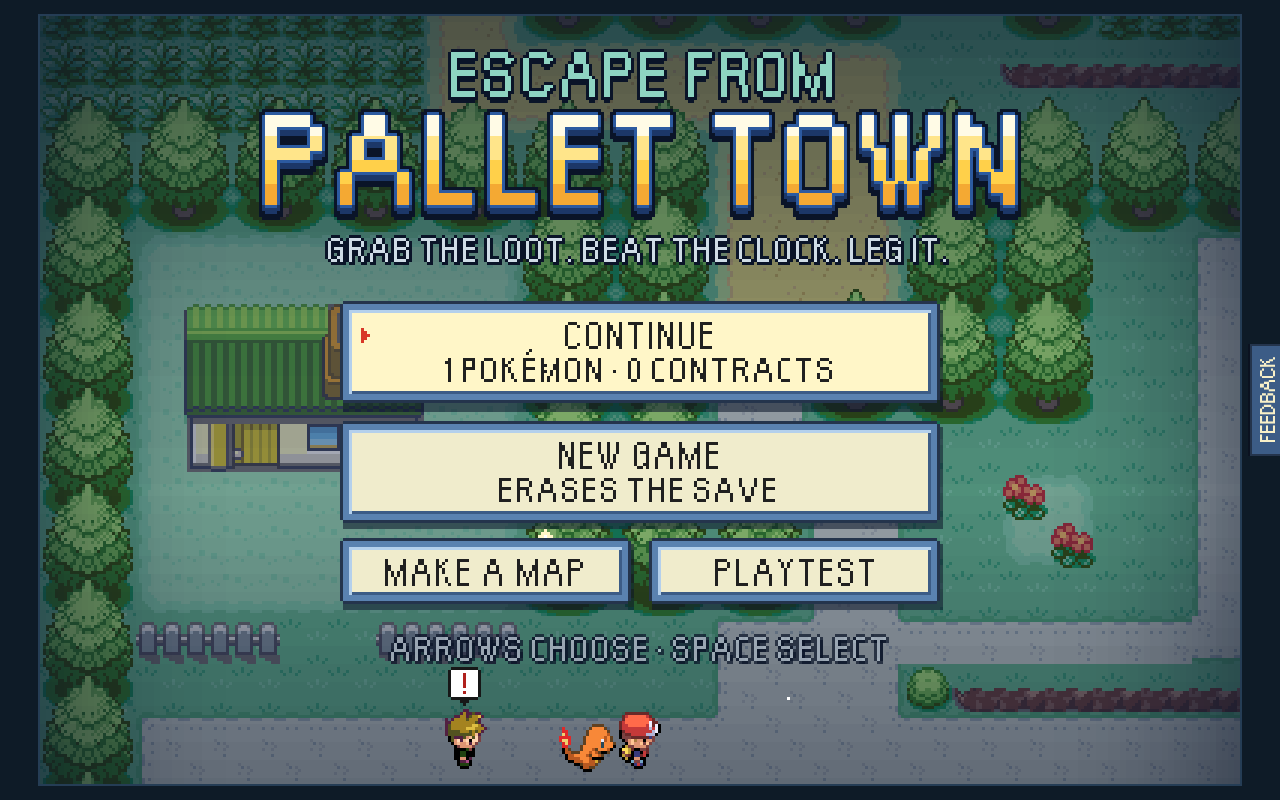 ESCAPE FROM
PALLET TOWN
GRAB THE LOOT. BEAT THE CLOCK. LEG IT.
CONTINUE
1 POKÉMON · 0 CONTRACTS
NEW GAME
ERASES THE SAVE
MAKE A MAP
PLAYTEST
ARROWS CHOOSE · SPACE SELECT
!
FEEDBACK